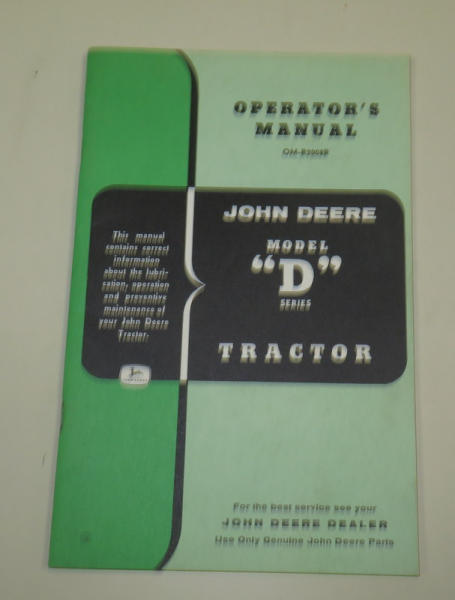 OPERATOR'S
MANUAL
OM-R2008R
JOHN DEERE
MODEL
"D"
SERIES
TRACTOR
This manual
contains correct
information
about the lubri-
cation, operation
and preventive
maintenance of
your John Deere
Tractor.
For the best service see your
JOHN DEERE DEALER
Use Only Genuine John Deere Parts